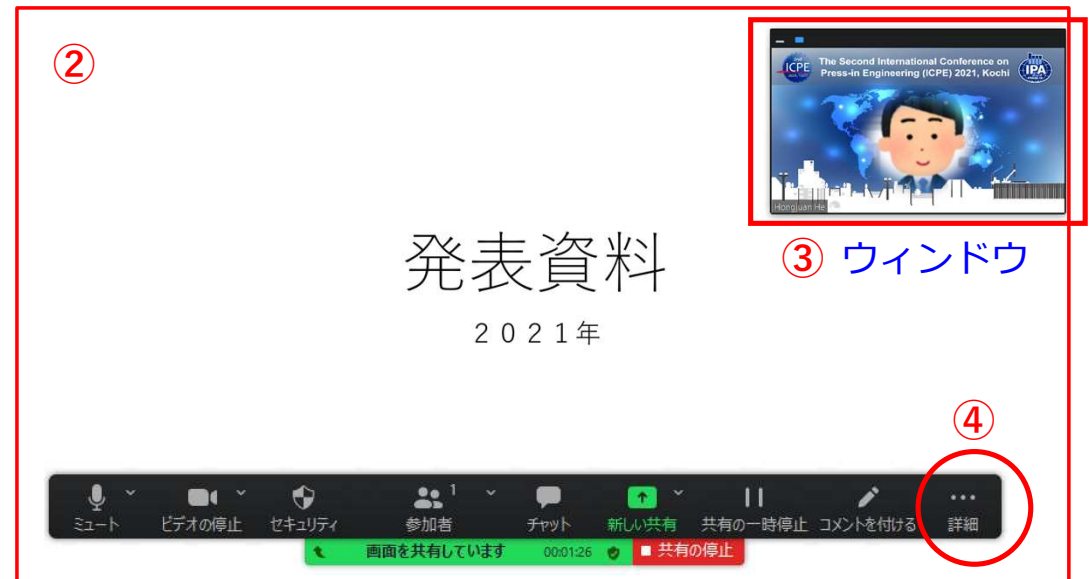 ②
ICPE
The Second International Conference on
Press-in Engineering (ICPE) 2021, Kochi
IPA
Hongjuan He
③ ウィンドウ
発表資料
２０２１年
④
1
ミュート ビデオの停止 セキュリティ 参加者 チャット 新しい共有 共有の一時停止 コメントを付ける 詳細
画面を共有しています 00:01:26 共有の停止